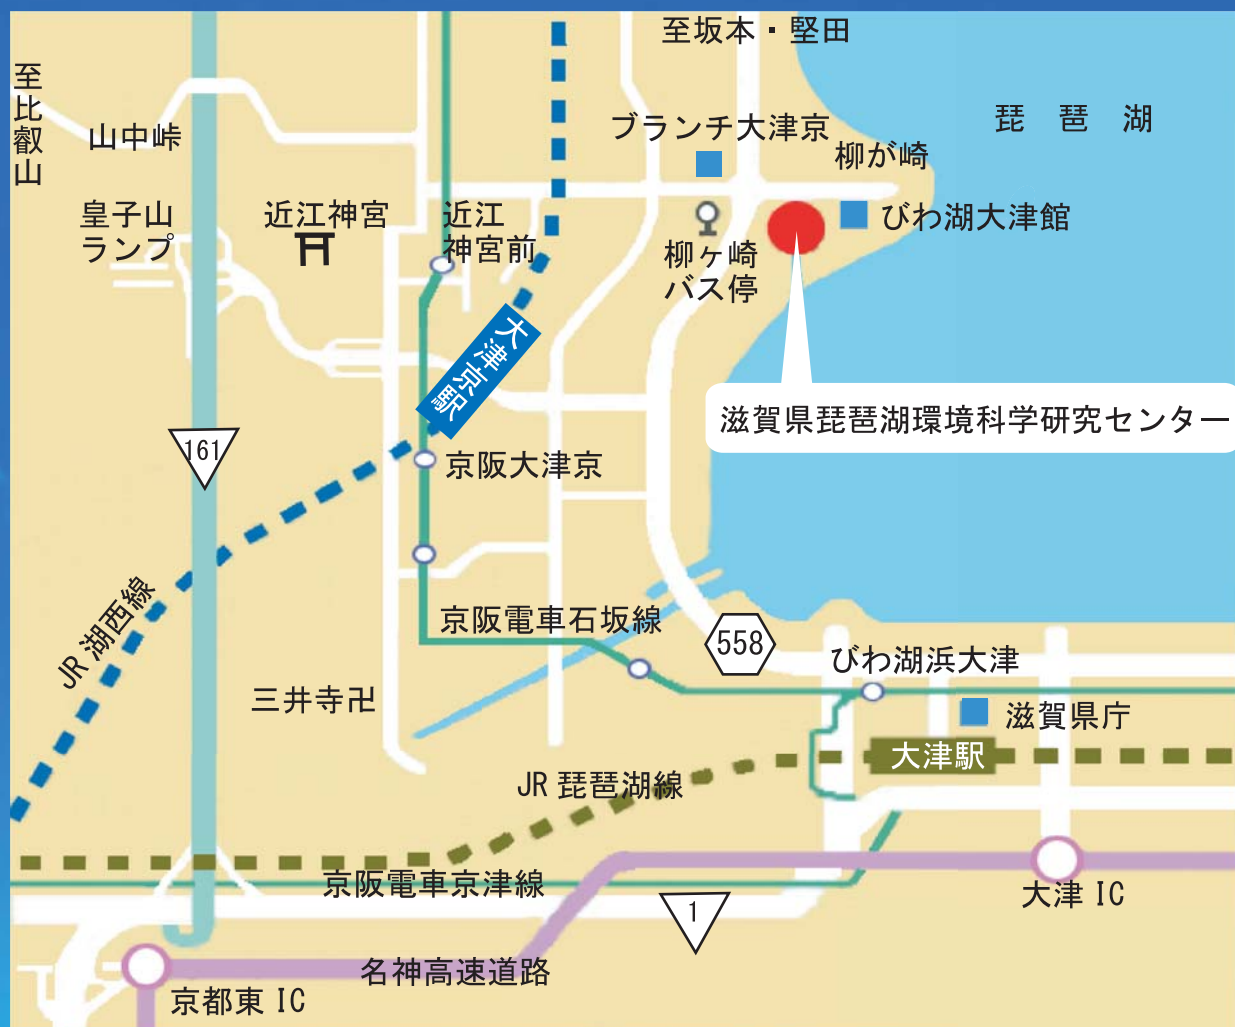 至坂本・堅田
至比叡山
山中峠
ブランチ大津京
琵琶湖
柳が崎
皇子山
ランプ
近江神宮
近江
神宮前
びわ湖大津館
柳ヶ崎
バス停
大津京駅
滋賀県琵琶湖環境科学研究センター
161
京阪大津京
JR 湖西線
京阪電車石坂線
558
びわ湖浜大津
三井寺卍
滋賀県庁
大津駅
JR 琵琶湖線
京阪電車京津線
大津 IC
1
名神高速道路
京都東 IC